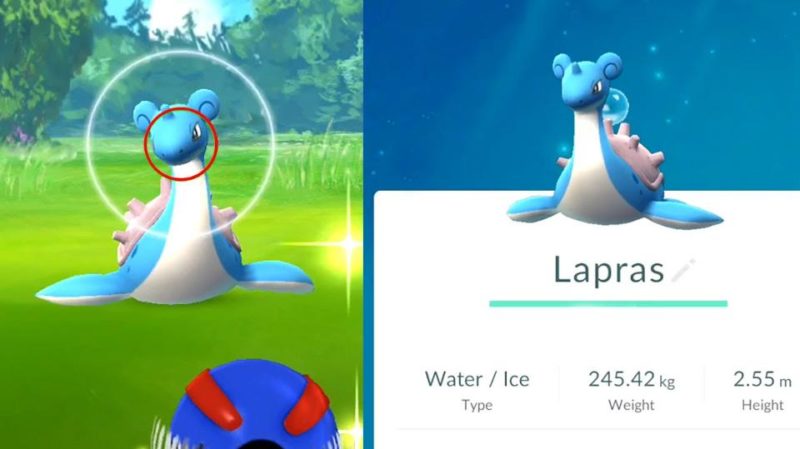 Lapras
Water / Ice
245.42 kg
2.55 m
Type
Weight
Height